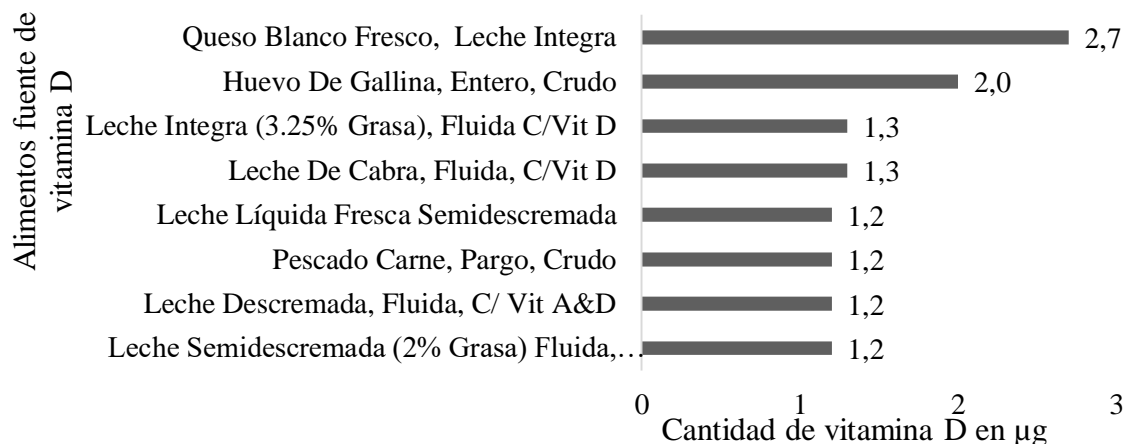 Alimentos fuente de
vitamina D
Queso Blanco Fresco, Leche Integra
2,7
Huevo De Gallina, Entero, Crudo
2,0
Leche Integra (3.25% Grasa), Fluida C/Vit D
1,3
Leche De Cabra, Fluida, C/Vit D
1,3
Leche Líquida Fresca Semidescremada
1,2
Pescado Carne, Pargo, Crudo
1,2
Leche Descremada, Fluida, C/ Vit A&D
1,2
Leche Semidescremada (2% Grasa) Fluida,…
1,2
0 1 2 3
Cantidad de vitamina D en µg